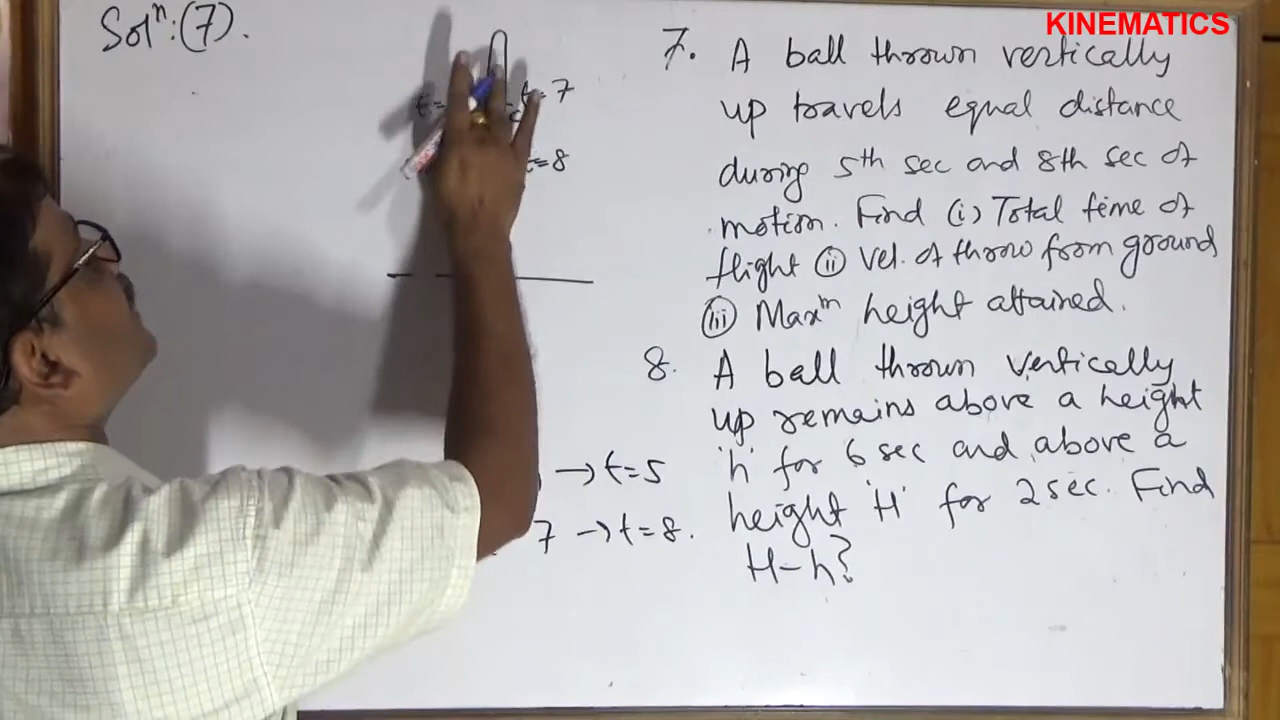 KINEMATICS
Solⁿ: (7).
t=
t=7
t=8
→ t=5
7 → t=8.
7. A ball thrown vertically
up travels equal distance
during 5th sec and 8th sec of
motion. Find (i) Total time of
flight (ii) Vel. of throw from ground
(iii) Maxᵐ height attained.
8. A ball thrown vertically
up remains above a height
'h' for 6 sec and above a
height 'H' for 2 sec. Find
H-h?